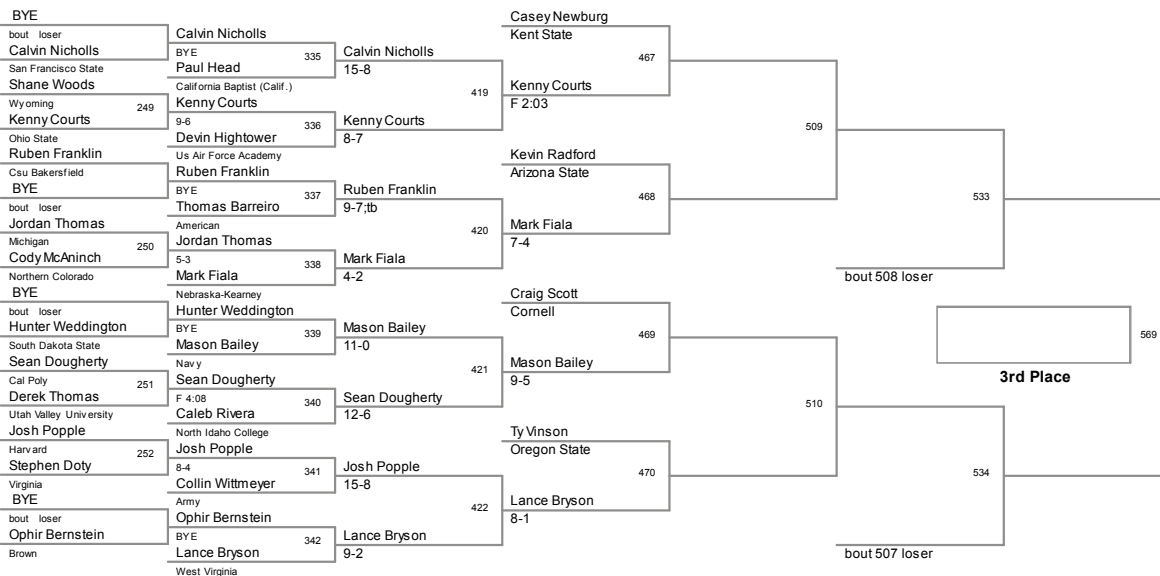 BYE
bout loser
Calvin Nicholls
San Francisco State
Shane Woods
Wyoming
249
Kenny Courts
Ohio State
Ruben Franklin
Csu Bakersfield
BYE
bout loser
Jordan Thomas
Michigan
250
Cody McAninch
Northern Colorado
BYE
bout loser
Hunter Weddington
South Dakota State
Sean Dougherty
Cal Poly
251
Derek Thomas
Utah Valley University
Josh Popple
Harvard
252
Stephen Doty
Virginia
BYE
bout loser
Ophir Bernstein
Brown
Calvin Nicholls
BYE
335
Paul Head
California Baptist (Calif.)
Kenny Courts
9-6
336
Devin Hightower
Us Air Force Academy
Ruben Franklin
BYE
337
Thomas Barreiro
American
Jordan Thomas
5-3
338
Mark Fiala
Nebraska-Kearney
Hunter Weddington
BYE
339
Mason Bailey
Navy
Sean Dougherty
F 4:08
340
Caleb Rivera
North Idaho College
Josh Popple
8-4
341
Collin Wittmeyer
Army
Ophir Bernstein
BYE
342
Lance Bryson
West Virginia
Calvin Nicholls
15-8
419
Kenny Courts
8-7
Ruben Franklin
9-7;tb
420
Mark Fiala
4-2
Mason Bailey
11-0
421
Sean Dougherty
12-6
Josh Popple
15-8
422
Lance Bryson
9-2
Casey Newburg
Kent State
467
Kenny Courts
F 2:03
Kevin Radford
Arizona State
468
Mark Fiala
7-4
Craig Scott
Cornell
469
Mason Bailey
9-5
Ty Vinson
Oregon State
470
Lance Bryson
8-1
509
510
533
bout 508 loser
534
bout 507 loser
569
3rd Place